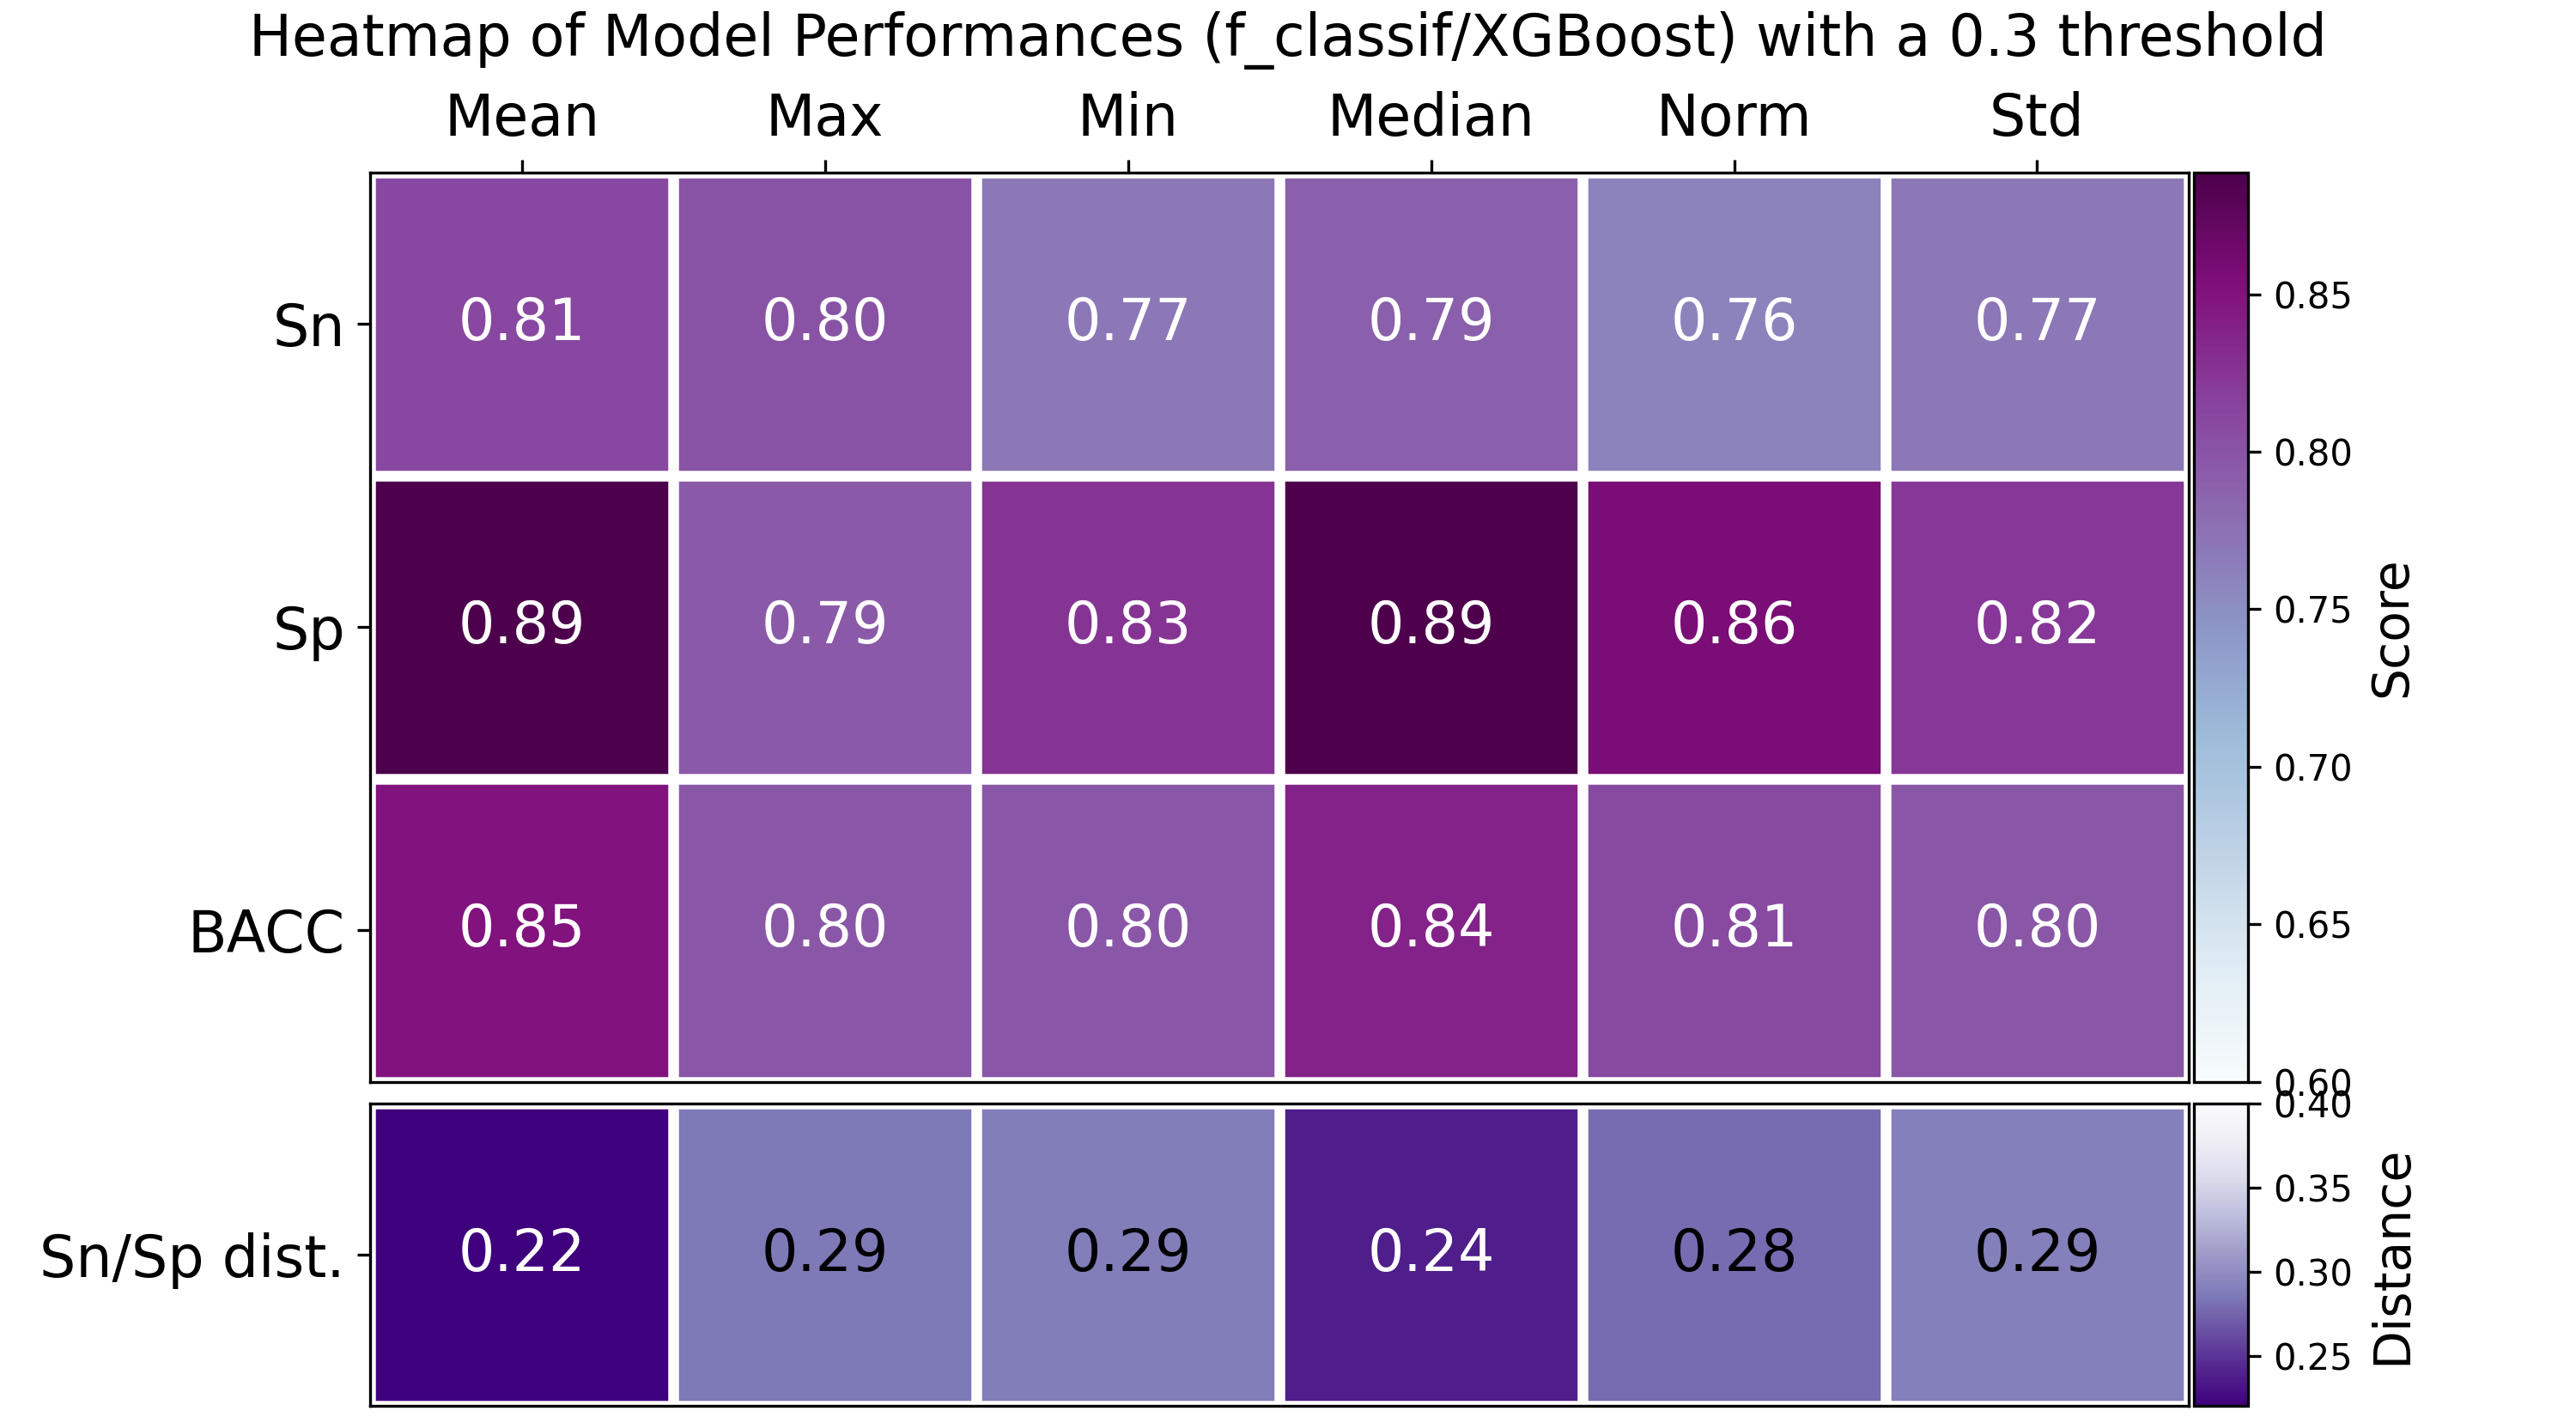 Heatmap of Model Performances (f_classif/XGBoost) with a 0.3 threshold
Mean Max Min Median Norm Std
Sn 0.81 0.80 0.77 0.79 0.76 0.77
Sp 0.89 0.79 0.83 0.89 0.86 0.82
BACC 0.85 0.80 0.80 0.84 0.81 0.80
Sn/Sp dist. 0.22 0.29 0.29 0.24 0.28 0.29
0.85
0.80
0.75
0.70
0.65
0.60
Score
0.40
0.35
0.30
0.25
Distance